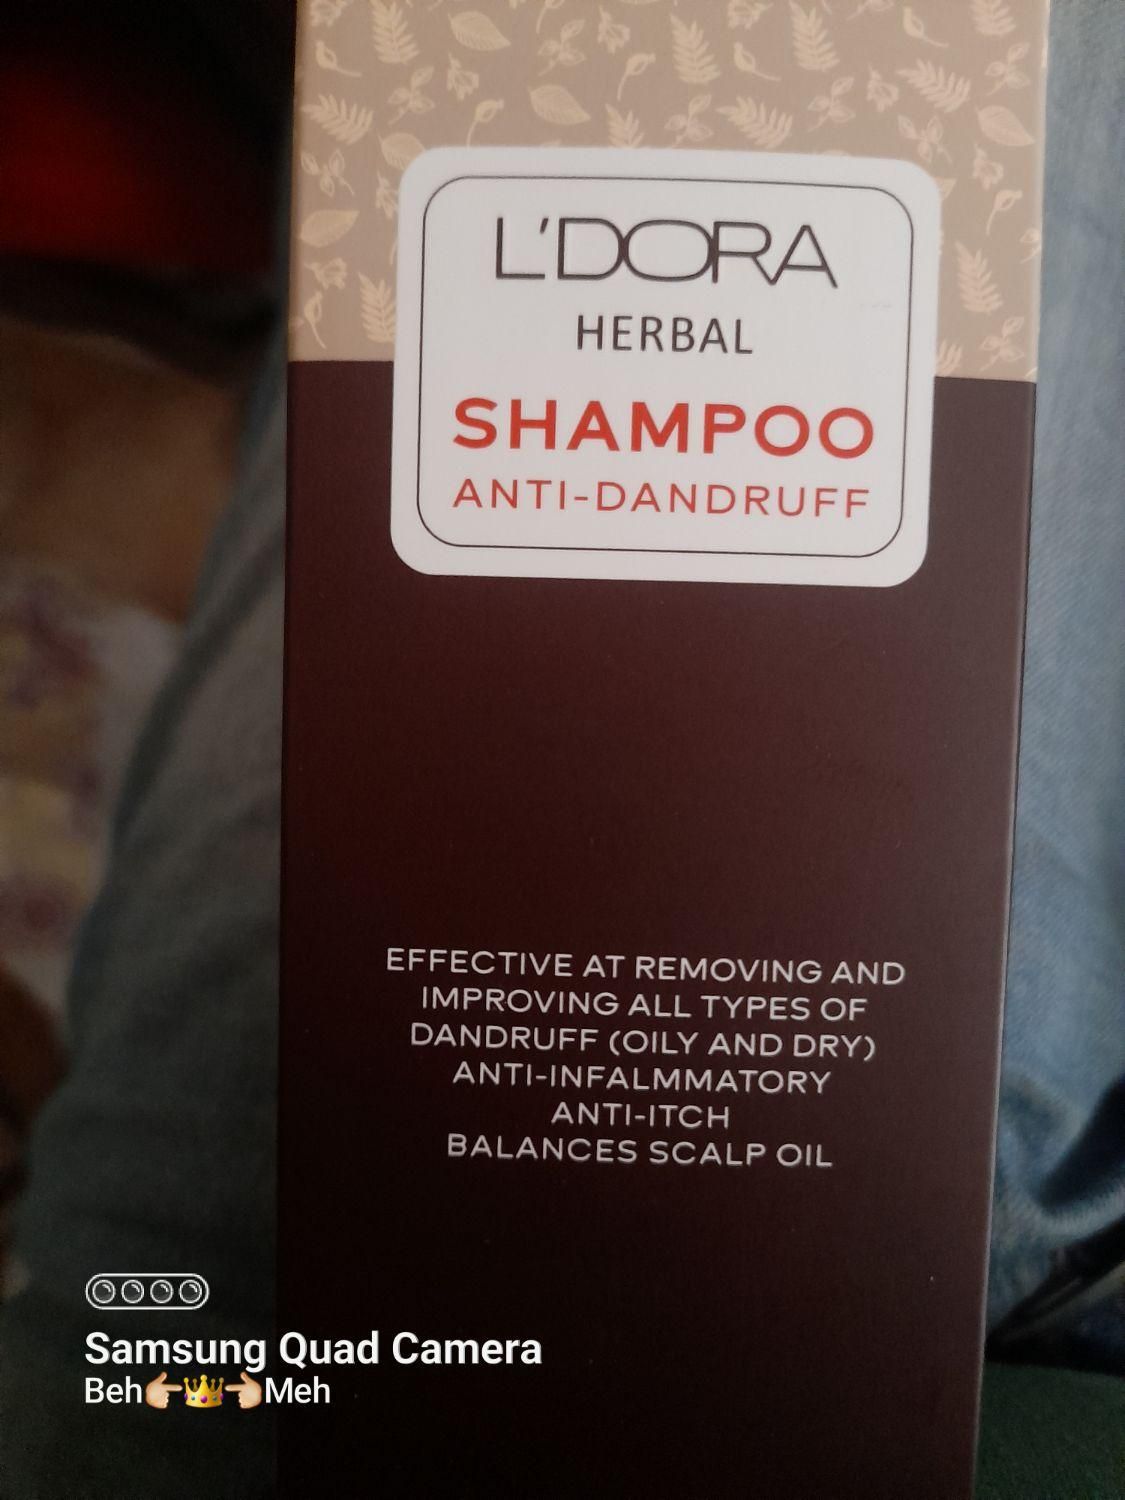 L'DORA
HERBAL
SHAMPOO
ANTI-DANDRUFF
EFFECTIVE AT REMOVING AND
IMPROVING ALL TYPES OF
DANDRUFF (OILY AND DRY)
ANTI-INFALMMATORY
ANTI-ITCH
BALANCES SCALP OIL
Samsung Quad Camera
Beh👉👑👈Meh